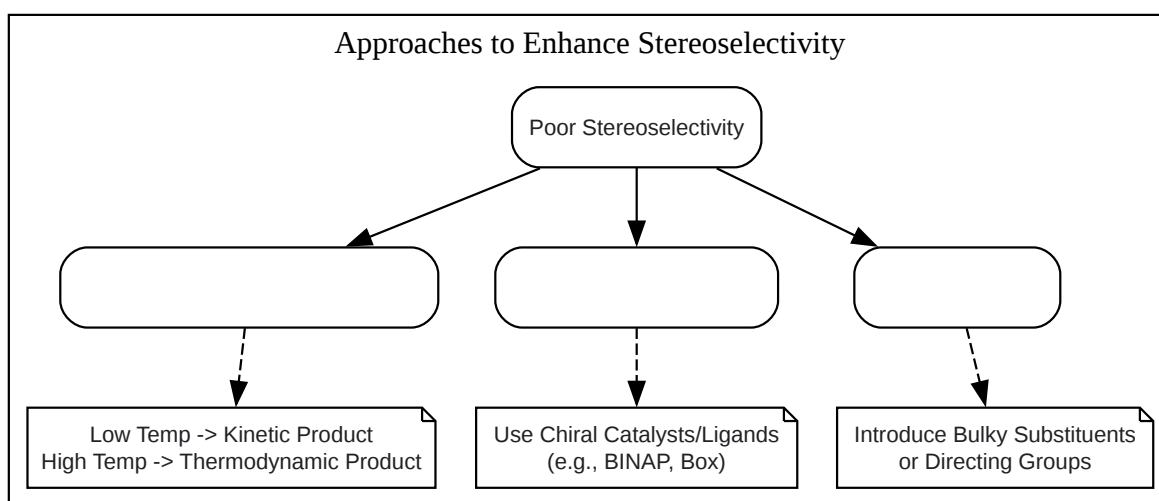 Approaches to Enhance Stereoselectivity
Poor Stereoselectivity
Low Temp -> Kinetic Product
High Temp -> Thermodynamic Product
Use Chiral Catalysts/Ligands
(e.g., BINAP, Box)
Introduce Bulky Substituents
or Directing Groups